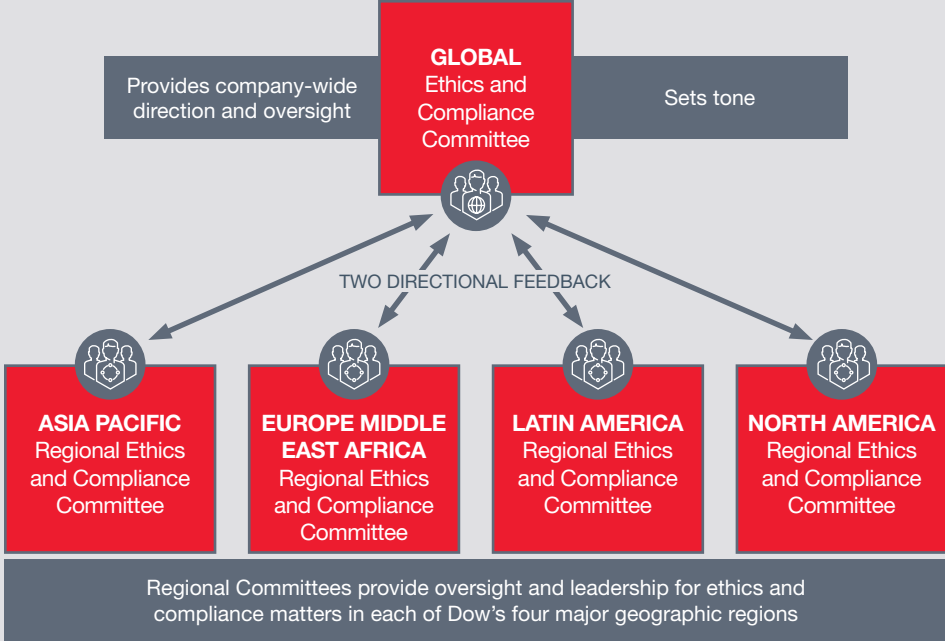 GLOBAL
Ethics and
Compliance
Committee
Provides company-wide
direction and oversight
Sets tone
TWO DIRECTIONAL FEEDBACK
ASIA PACIFIC
Regional Ethics
and Compliance
Committee
EUROPE MIDDLE
EAST AFRICA
Regional Ethics
and Compliance
Committee
LATIN AMERICA
Regional Ethics
and Compliance
Committee
NORTH AMERICA
Regional Ethics
and Compliance
Committee
Regional Committees provide oversight and leadership for ethics and
compliance matters in each of Dow's four major geographic regions